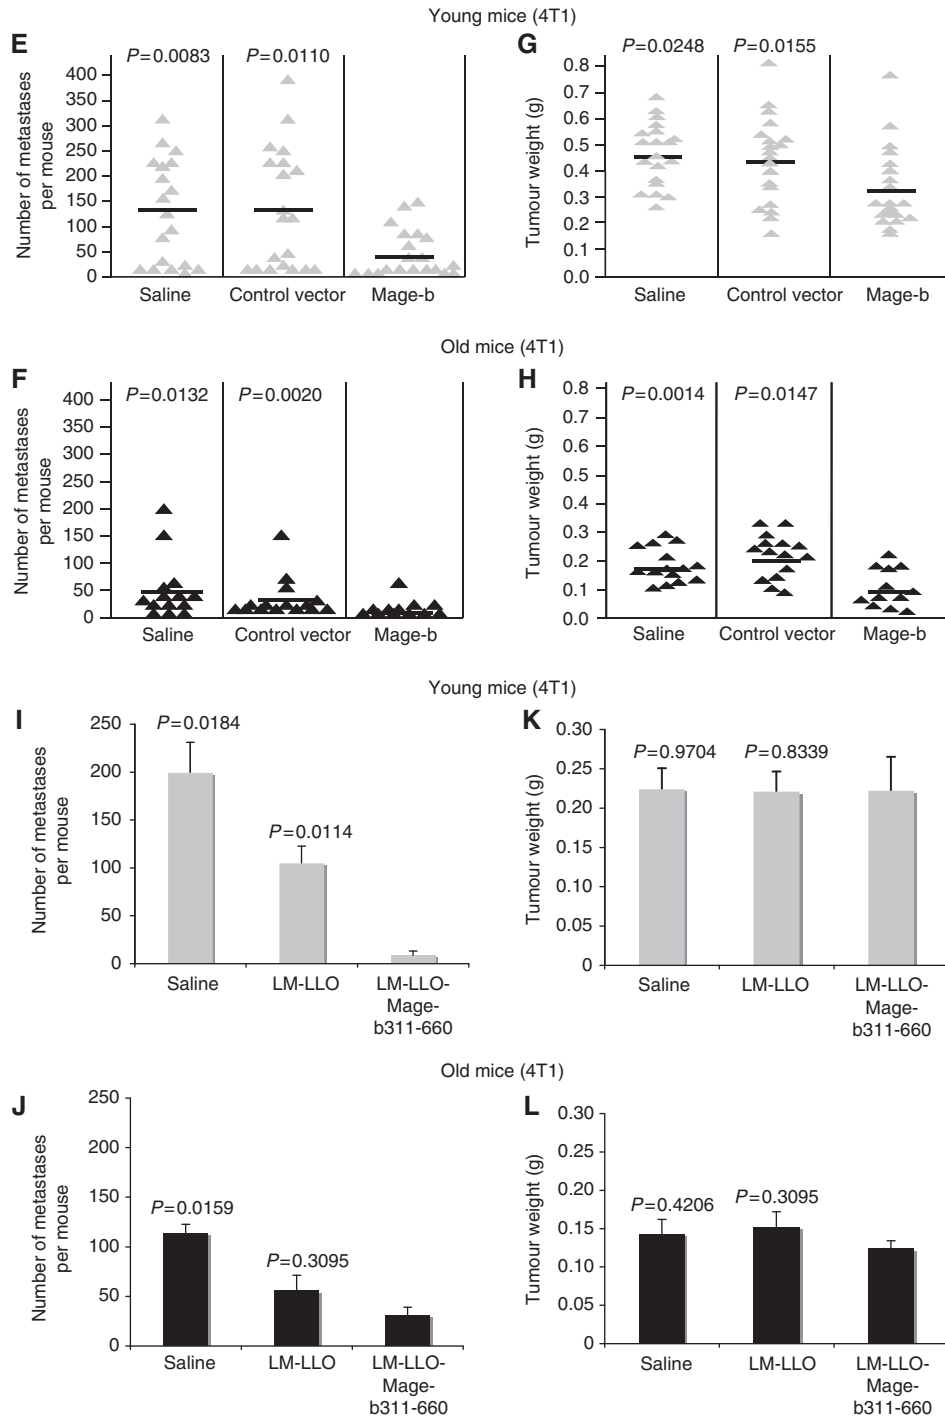 Young mice (4T1)
E
P=0.0083
P=0.0110
Number of metastases
per mouse
400
350
300
250
200
150
100
50
0
Saline
Control vector
Mage-b
G
P=0.0248
P=0.0155
Tumour weight (g)
0.8
0.7
0.6
0.5
0.4
0.3
0.2
0.1
0.0
Saline
Control vector
Mage-b
Old mice (4T1)
F
P=0.0132
P=0.0020
Number of metastases
per mouse
400
350
300
250
200
150
100
50
0
Saline
Control vector
Mage-b
H
P=0.0014
P=0.0147
Tumour weight (g)
0.8
0.7
0.6
0.5
0.4
0.3
0.2
0.1
0.0
Saline
Control vector
Mage-b
Young mice (4T1)
I
P=0.0184
P=0.0114
Number of metastases
per mouse
250
200
150
100
50
0
Saline
LM-LLO
LM-LLO-
Mage-
b311-660
K
P=0.9704
P=0.8339
Tumour weight (g)
0.30
0.25
0.20
0.15
0.10
0.05
0
Saline
LM-LLO
LM-LLO-
Mage-
b311-660
Old mice (4T1)
J
P=0.0159
P=0.3095
Number of metastases
per mouse
250
200
150
100
50
0
Saline
LM-LLO
LM-LLO-
Mage-
b311-660
L
P=0.4206
P=0.3095
Tumour weight (g)
0.30
0.25
0.20
0.15
0.10
0.05
0
Saline
LM-LLO
LM-LLO-
Mage-
b311-660